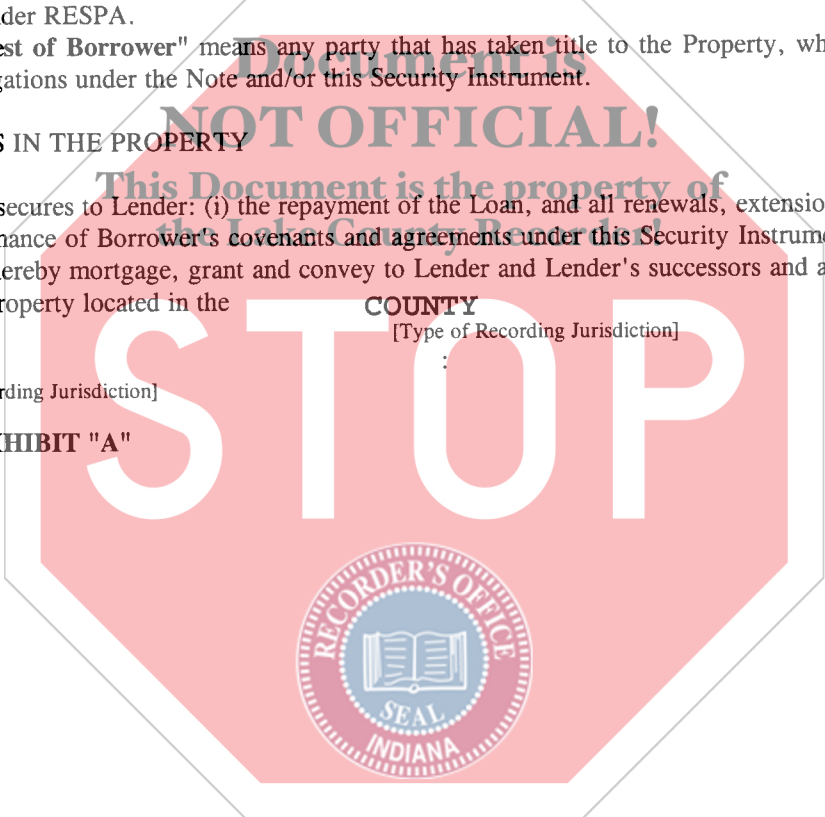 der RESPA.
est of Borrower" means any party that has taken title to the Property, wh
gations under the Note and/or this Security Instrument.
Document is
NOT OFFICIAL!
S IN THE PROPERTY
This Document is the property of
the Lake County Recorder!
secures to Lender: (i) the repayment of the Loan, and all renewals, extensio
nance of Borrower's covenants and agreements under this Security Instrume
ereby mortgage, grant and convey to Lender and Lender's successors and a
roperty located in the COUNTY
[Type of Recording Jurisdiction]
:
rding Jurisdiction]
XHIBIT "A"
STOP
RECORDER'S OFFICE
SEAL
INDIANA